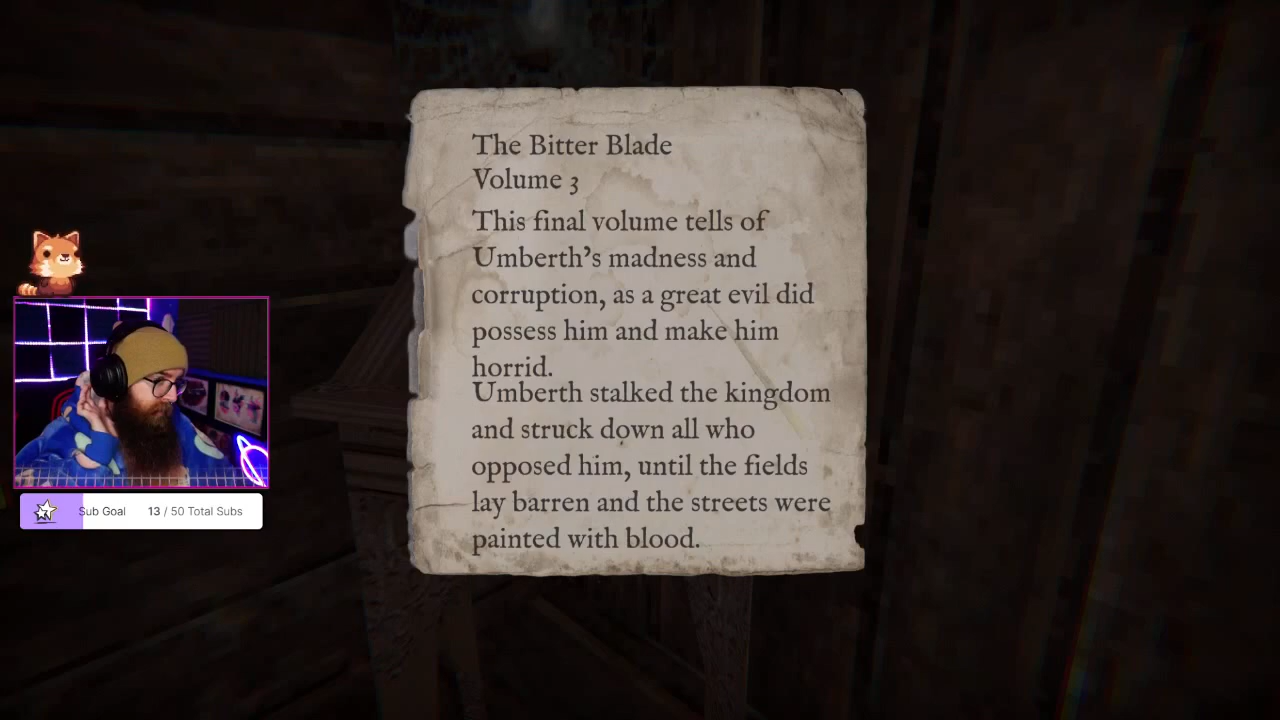 The Bitter Blade
Volume 3
This final volume tells of
Umberth's madness and
corruption, as a great evil did
possess him and make him
horrid.
Umberth stalked the kingdom
and struck down all who
opposed him, until the fields
lay barren and the streets were
painted with blood.
Sub Goal 13 / 50 Total Subs